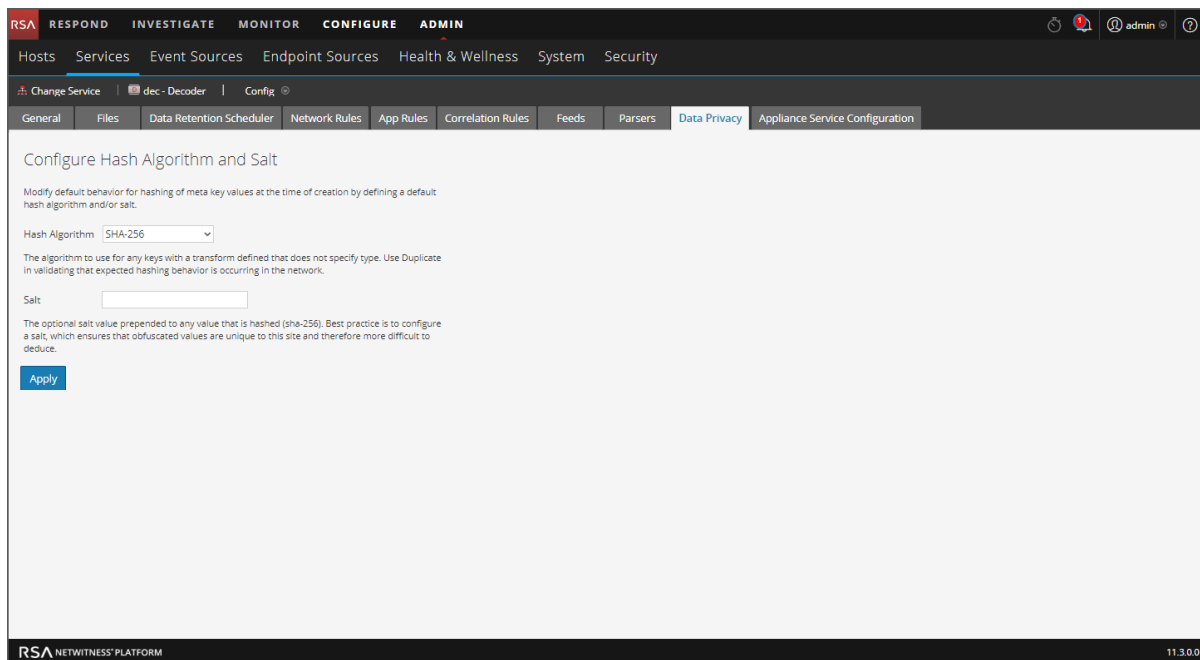 RSA RESPOND INVESTIGATE MONITOR CONFIGURE ADMIN 1 admin ?
Hosts Services Event Sources Endpoint Sources Health & Wellness System Security
Change Service | dec - Decoder | Config
General Files Data Retention Scheduler Network Rules App Rules Correlation Rules Feeds Parsers Data Privacy Appliance Service Configuration
Configure Hash Algorithm and Salt
Modify default behavior for hashing of meta key values at the time of creation by defining a default
hash algorithm and/or salt.
Hash Algorithm SHA-256
The algorithm to use for any keys with a transform defined that does not specify type. Use Duplicate
in validating that expected hashing behavior is occurring in the network.
Salt
The optional salt value prepended to any value that is hashed (sha-256). Best practice is to configure
a salt, which ensures that obfuscated values are unique to this site and therefore more difficult to
deduce.
Apply
RSA NETWITNESS® PLATFORM 11.3.0.0